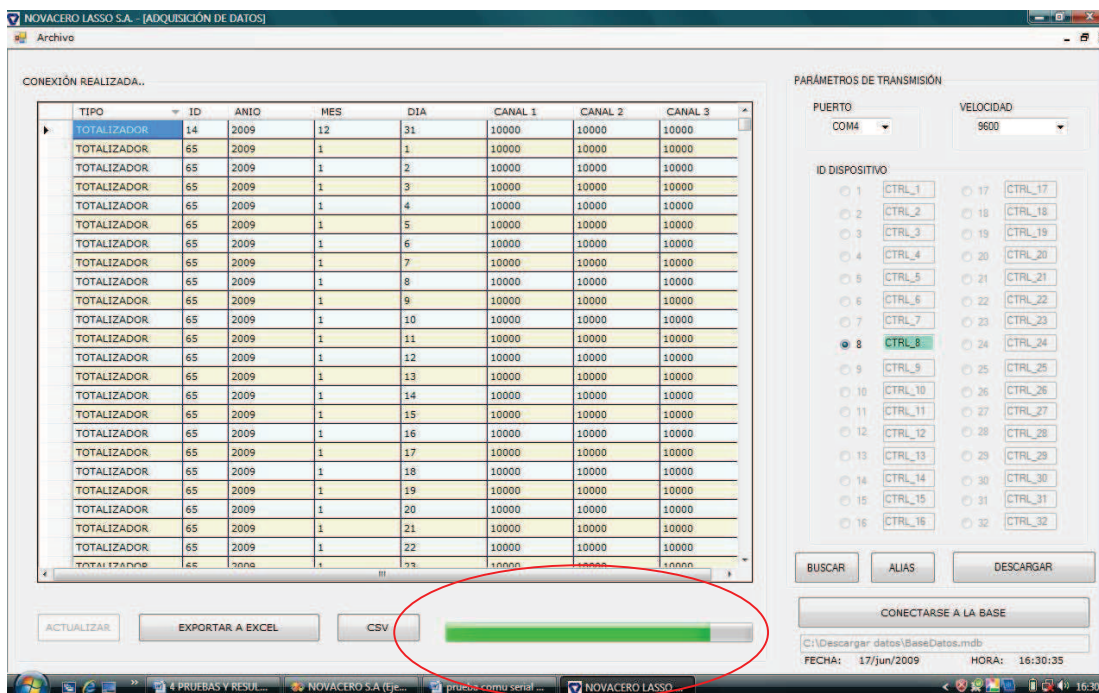 NOVACERO LASSO S.A. - [ADQUISICIÓN DE DATOS]
Archivo
CONEXIÓN REALIZADA..
TIPO ID ANIO MES DIA CANAL 1 CANAL 2 CANAL 3
TOTALIZADOR 14 2009 12 31 10000 10000 10000
TOTALIZADOR 65 2009 1 1 10000 10000 10000
TOTALIZADOR 65 2009 1 2 10000 10000 10000
TOTALIZADOR 65 2009 1 3 10000 10000 10000
TOTALIZADOR 65 2009 1 4 10000 10000 10000
TOTALIZADOR 65 2009 1 5 10000 10000 10000
TOTALIZADOR 65 2009 1 6 10000 10000 10000
TOTALIZADOR 65 2009 1 7 10000 10000 10000
TOTALIZADOR 65 2009 1 8 10000 10000 10000
TOTALIZADOR 65 2009 1 9 10000 10000 10000
TOTALIZADOR 65 2009 1 10 10000 10000 10000
TOTALIZADOR 65 2009 1 11 10000 10000 10000
TOTALIZADOR 65 2009 1 12 10000 10000 10000
TOTALIZADOR 65 2009 1 13 10000 10000 10000
TOTALIZADOR 65 2009 1 14 10000 10000 10000
TOTALIZADOR 65 2009 1 15 10000 10000 10000
TOTALIZADOR 65 2009 1 16 10000 10000 10000
TOTALIZADOR 65 2009 1 17 10000 10000 10000
TOTALIZADOR 65 2009 1 18 10000 10000 10000
TOTALIZADOR 65 2009 1 19 10000 10000 10000
TOTALIZADOR 65 2009 1 20 10000 10000 10000
TOTALIZADOR 65 2009 1 21 10000 10000 10000
TOTALIZADOR 65 2009 1 22 10000 10000 10000
TOTALIZADOR 65 2009 1 23 10000 10000 10000
ACTUALIZAR EXPORTAR A EXCEL CSV
PARÁMETROS DE TRANSMISIÓN
PUERTO VELOCIDAD
COM4 9600
ID DISPOSITIVO
1 CTRL_1 17 CTRL_17
2 CTRL_2 18 CTRL_18
3 CTRL_3 19 CTRL_19
4 CTRL_4 20 CTRL_20
5 CTRL_5 21 CTRL_21
6 CTRL_6 22 CTRL_22
7 CTRL_7 23 CTRL_23
8 CTRL_8 24 CTRL_24
9 CTRL_9 25 CTRL_25
10 CTRL_10 26 CTRL_26
11 CTRL_11 27 CTRL_27
12 CTRL_12 28 CTRL_28
13 CTRL_13 29 CTRL_29
14 CTRL_14 30 CTRL_30
15 CTRL_15 31 CTRL_31
16 CTRL_16 32 CTRL_32
BUSCAR ALIAS DESCARGAR
CONECTARSE A LA BASE
C:\Descargar datos\BaseDatos.mdb
FECHA: 17/jun/2009 HORA: 16:30:35
4 PRUEBAS Y RESUL... NOVACERO S.A (Eje... prueba comu serial ... NOVACERO LASSO ... 16:30